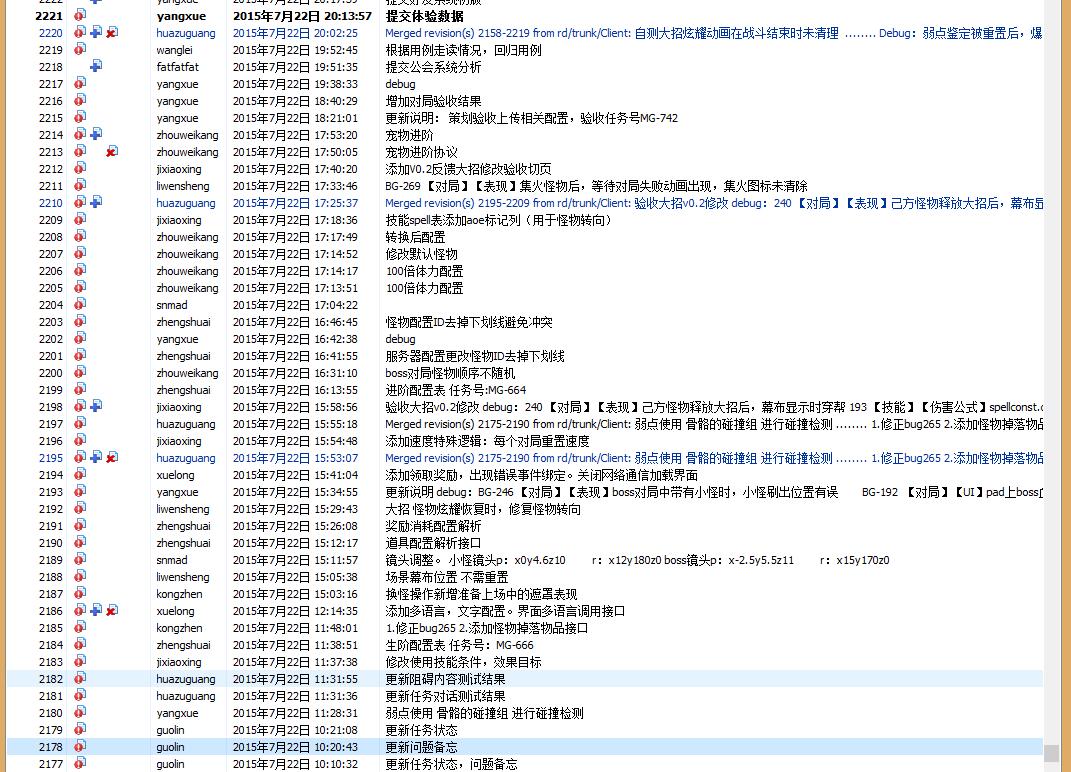 2221 yangxue 2015年7月22日 20:13:57 提交体验数据
2220 huazuguang 2015年7月22日 20:02:25 Merged revision(s) 2158-2219 from rd/trunk/Client: 自测大招炫耀动画在战斗结束时未清理 ........ Debug：弱点鉴定被重置后，爆
2219 wanglei 2015年7月22日 19:52:45 根据用例走读情况，回归用例
2218 fatfatfat 2015年7月22日 19:51:35 提交公会系统分析
2217 yangxue 2015年7月22日 19:38:33 debug
2216 yangxue 2015年7月22日 18:40:29 增加对局验收结果
2215 yangxue 2015年7月22日 18:21:01 更新说明： 策划验收上传相关配置，验收任务号MG-742
2214 zhouweikang 2015年7月22日 17:53:20 宠物进阶
2213 zhouweikang 2015年7月22日 17:50:05 宠物进阶协议
2212 jixiaoxing 2015年7月22日 17:40:20 添加V0.2反馈大招修改验收切页
2211 liwensheng 2015年7月22日 17:33:46 BG-269 【对局】【表现】集火怪物后，等待对局失败动画出现，集火图标未清除
2210 huazuguang 2015年7月22日 17:25:37 Merged revision(s) 2195-2209 from rd/trunk/Client: 验收大招v0.2修改 debug：240 【对局】【表现】己方怪物释放大招后，幕布显
2209 jixiaoxing 2015年7月22日 17:18:36 技能spell表添加aoe标记列（用于怪物转向）
2208 zhouweikang 2015年7月22日 17:17:49 转换后配置
2207 zhouweikang 2015年7月22日 17:14:52 修改默认怪物
2206 zhouweikang 2015年7月22日 17:14:17 100倍体力配置
2205 zhouweikang 2015年7月22日 17:13:51 100倍体力配置
2204 snmad 2015年7月22日 17:04:22
2203 zhengshuai 2015年7月22日 16:46:45 怪物配置ID去掉下划线避免冲突
2202 yangxue 2015年7月22日 16:42:38 debug
2201 zhengshuai 2015年7月22日 16:41:55 服务器配置更改怪物ID去掉下划线
2200 zhouweikang 2015年7月22日 16:31:10 boss对局怪物顺序不随机
2199 zhengshuai 2015年7月22日 16:13:55 进阶配置表 任务号:MG-664
2198 jixiaoxing 2015年7月22日 15:58:56 验收大招v0.2修改 debug：240 【对局】【表现】己方怪物释放大招后，幕布显示时穿帮 193 【技能】【伤害公式】spellconst.c
2197 huazuguang 2015年7月22日 15:55:18 Merged revision(s) 2175-2190 from rd/trunk/Client: 弱点使用 骨骼的碰撞组 进行碰撞检测 ........ 1.修正bug265 2.添加怪物掉落物品
2196 jixiaoxing 2015年7月22日 15:54:48 添加速度特殊逻辑：每个对局重置速度
2195 huazuguang 2015年7月22日 15:53:07 Merged revision(s) 2175-2190 from rd/trunk/Client: 弱点使用 骨骼的碰撞组 进行碰撞检测 ........ 1.修正bug265 2.添加怪物掉落物品
2194 xuelong 2015年7月22日 15:41:04 添加领取奖励，出现错误事件绑定。关闭网络通信加载界面
2193 yangxue 2015年7月22日 15:34:55 更新说明 debug：BG-246 【对局】【表现】boss对局中带有小怪时，小怪刷出位置有误 BG-192 【对局】【UI】pad上boss血
2192 liwensheng 2015年7月22日 15:29:43 大招 怪物炫耀恢复时，修复怪物转向
2191 zhengshuai 2015年7月22日 15:26:08 奖励消耗配置解析
2190 zhengshuai 2015年7月22日 15:12:17 道具配置解析接口
2189 snmad 2015年7月22日 15:11:57 镜头调整。 小怪镜头p：x0y4.6z10 r：x12y180z0 boss镜头p：x-2.5y5.5z11 r：x15y170z0
2188 liwensheng 2015年7月22日 15:05:38 场景幕布位置 不需重置
2187 kongzhen 2015年7月22日 15:03:16 换怪操作新增准备上场中的遮罩表现
2186 xuelong 2015年7月22日 12:14:35 添加多语言，文字配置。界面多语言调用接口
2185 kongzhen 2015年7月22日 11:48:01 1.修正bug265 2.添加怪物掉落物品接口
2184 zhengshuai 2015年7月22日 11:38:51 生阶配置表 任务号：MG-666
2183 jixiaoxing 2015年7月22日 11:37:38 修改使用技能条件，效果目标
2182 huazuguang 2015年7月22日 11:31:55 更新阻碍内容测试结果
2181 huazuguang 2015年7月22日 11:31:36 更新任务对话测试结果
2180 yangxue 2015年7月22日 11:28:31 弱点使用 骨骼的碰撞组 进行碰撞检测
2179 guolin 2015年7月22日 10:21:08 更新任务状态
2178 guolin 2015年7月22日 10:20:43 更新问题备忘
2177 guolin 2015年7月22日 10:10:32 更新任务状态，问题备忘